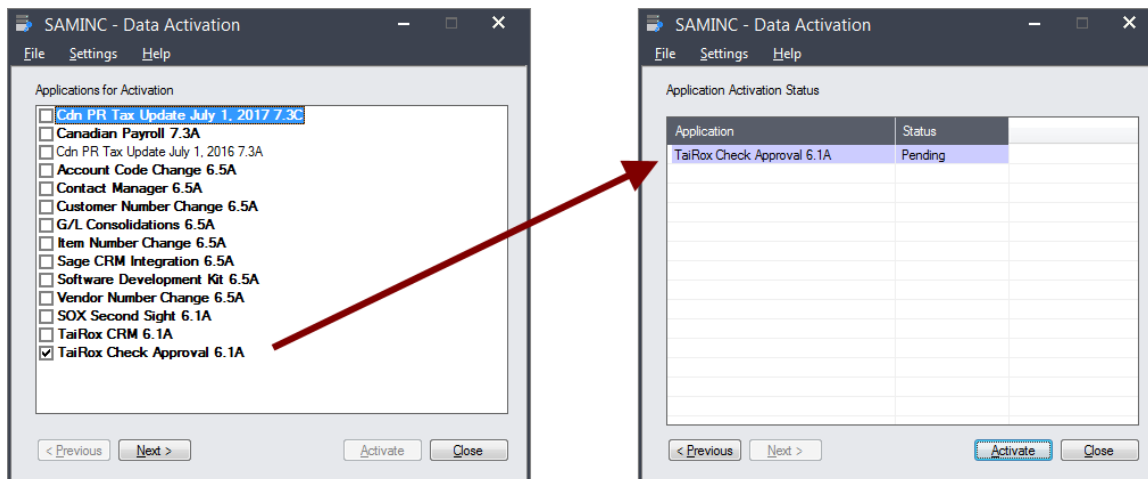 SAMINC - Data Activation
File Settings Help
Applications for Activation
Cdn PR Tax Update July 1, 2017 7.3C
Canadian Payroll 7.3A
Cdn PR Tax Update July 1, 2016 7.3A
Account Code Change 6.5A
Contact Manager 6.5A
Customer Number Change 6.5A
G/L Consolidations 6.5A
Item Number Change 6.5A
Sage CRM Integration 6.5A
Software Development Kit 6.5A
Vendor Number Change 6.5A
SOX Second Sight 6.1A
TaiRox CRM 6.1A
TaiRox Check Approval 6.1A
< Previous Next > Activate Close
SAMINC - Data Activation
File Settings Help
Application Activation Status
Application Status
TaiRox Check Approval 6.1A Pending
< Previous Next > Activate Close